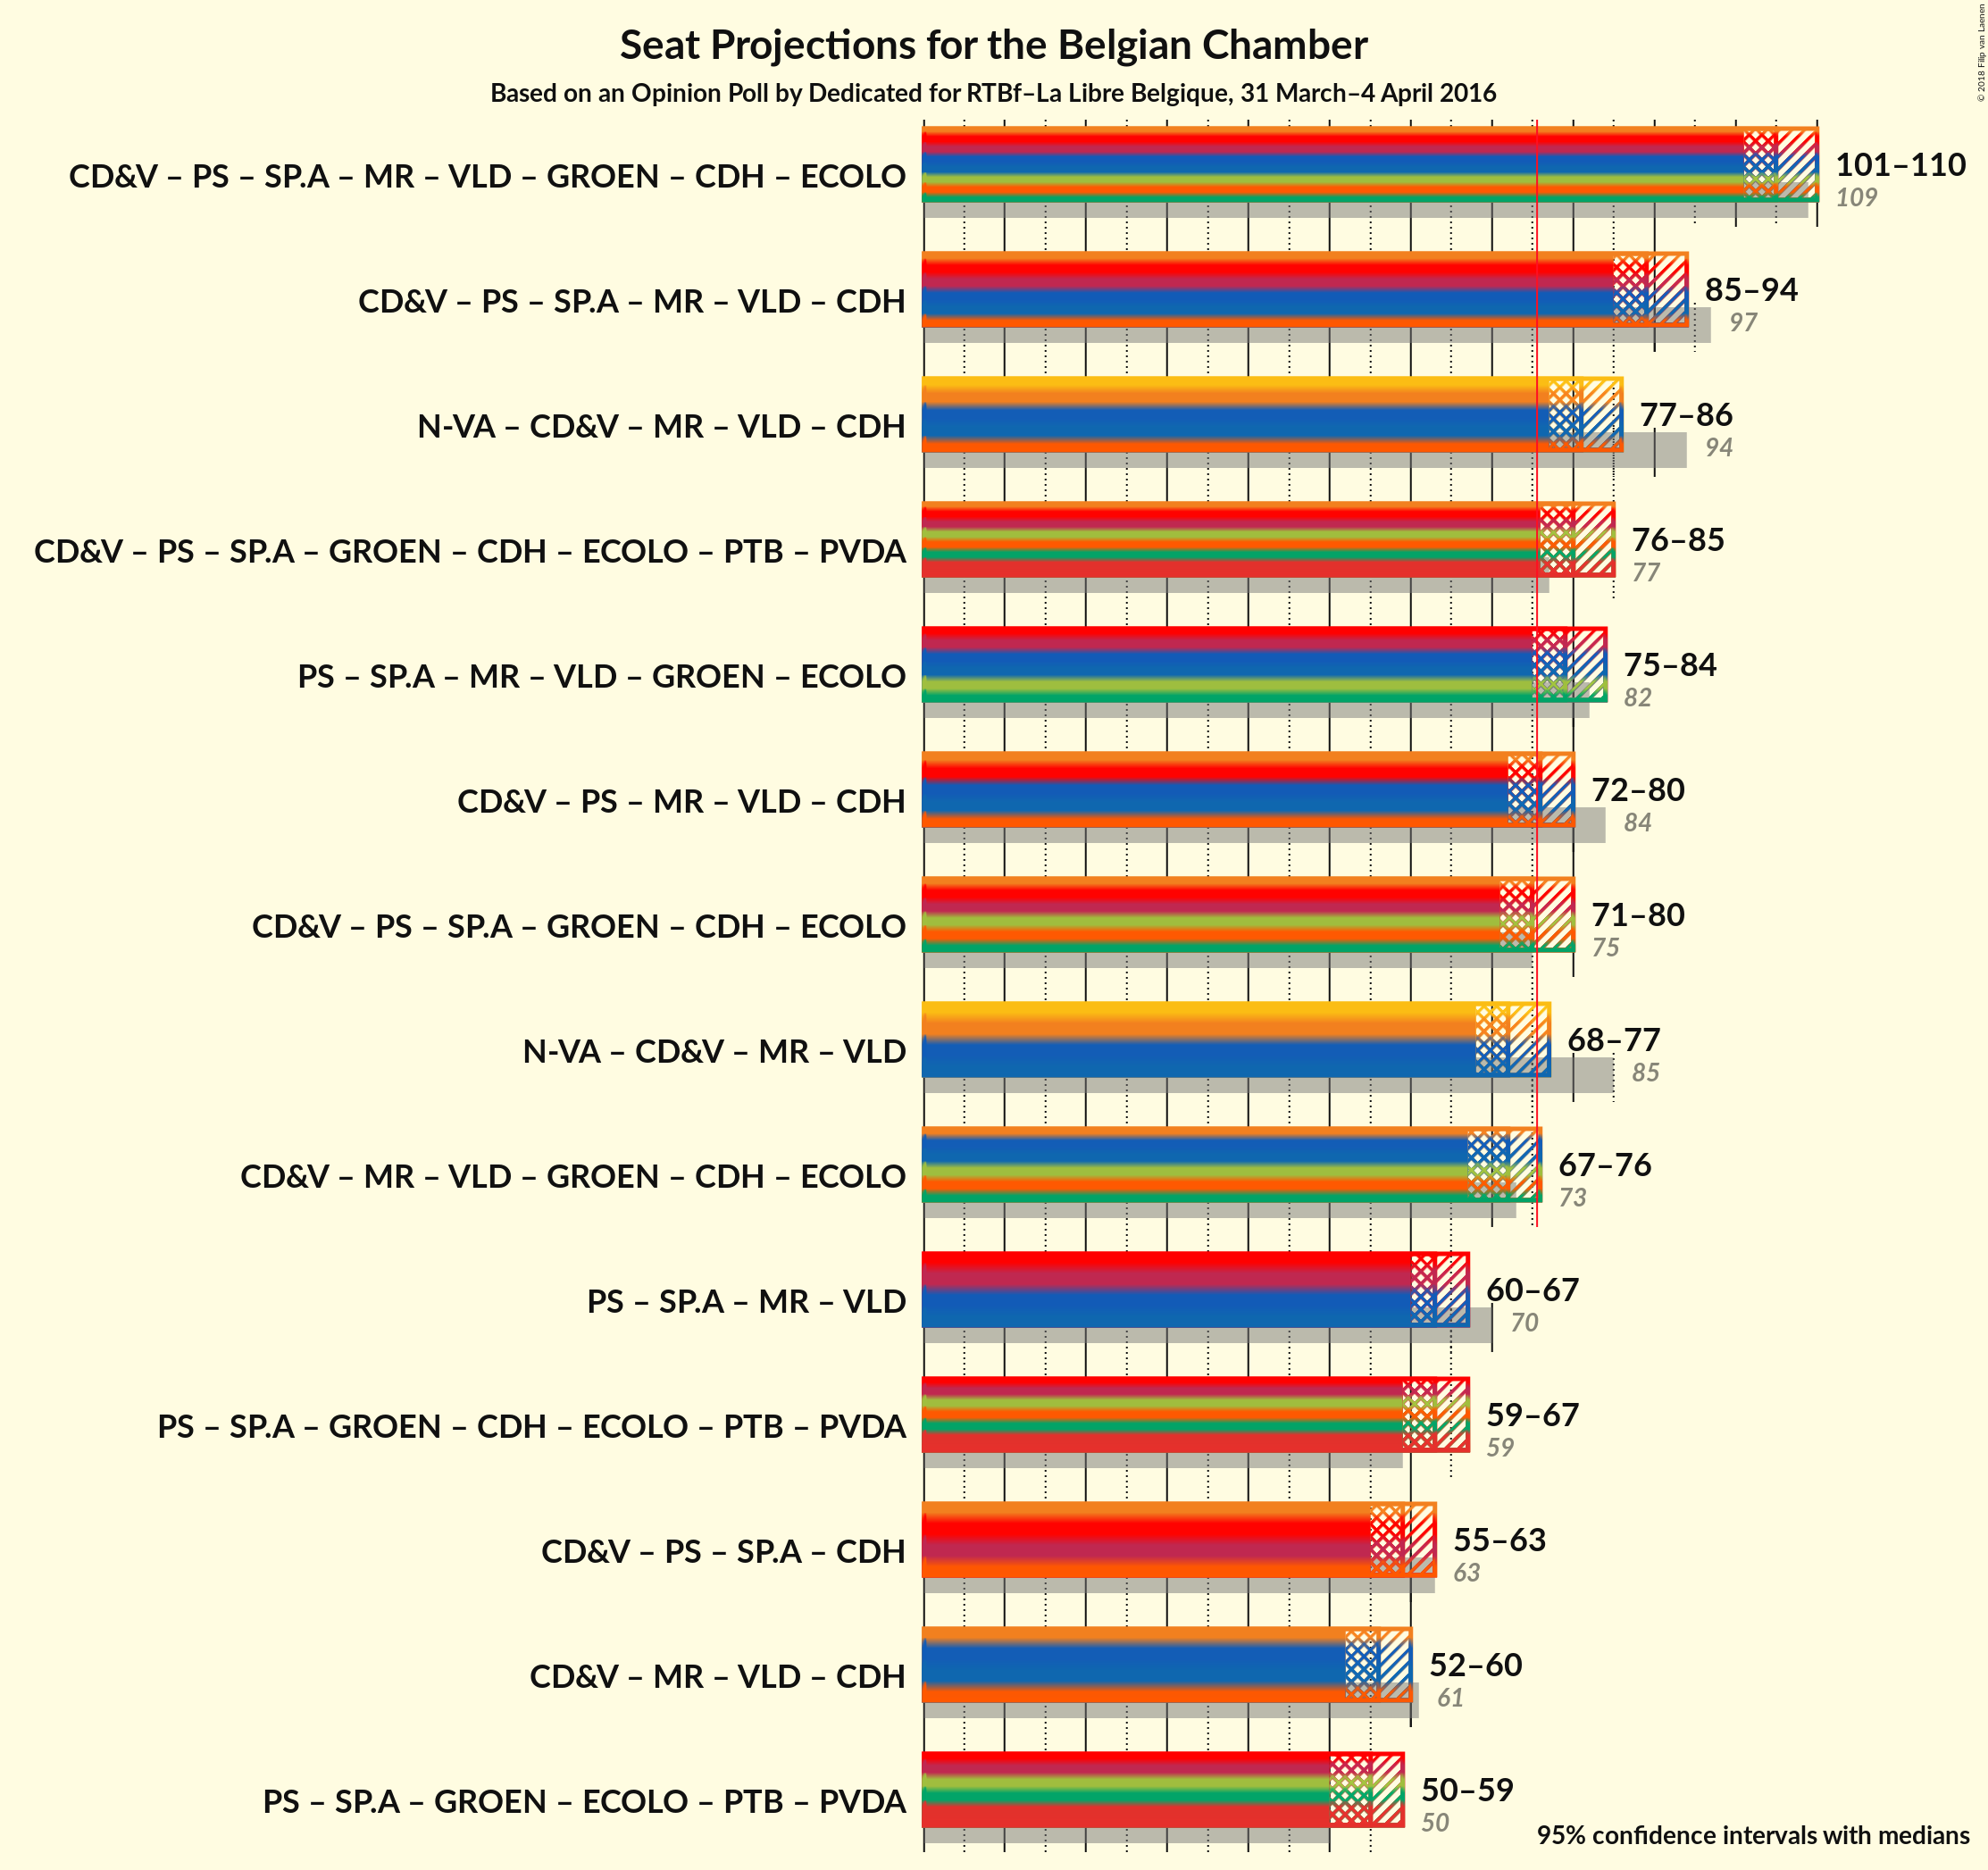 Seat Projections for the Belgian Chamber
Based on an Opinion Poll by Dedicated for RTBf–La Libre Belgique, 31 March–4 April 2016
© 2018 Filip van Laenen
CD&V – PS – SP.A – MR – VLD – GROEN – CDH – ECOLO
101–110
109
CD&V – PS – SP.A – MR – VLD – CDH
85–94
97
N-VA – CD&V – MR – VLD – CDH
77–86
94
CD&V – PS – SP.A – GROEN – CDH – ECOLO – PTB – PVDA
76–85
77
PS – SP.A – MR – VLD – GROEN – ECOLO
75–84
82
CD&V – PS – MR – VLD – CDH
72–80
84
CD&V – PS – SP.A – GROEN – CDH – ECOLO
71–80
75
N-VA – CD&V – MR – VLD
68–77
85
CD&V – MR – VLD – GROEN – CDH – ECOLO
67–76
73
PS – SP.A – MR – VLD
60–67
70
PS – SP.A – GROEN – CDH – ECOLO – PTB – PVDA
59–67
59
CD&V – PS – SP.A – CDH
55–63
63
CD&V – MR – VLD – CDH
52–60
61
PS – SP.A – GROEN – ECOLO – PTB – PVDA
50–59
50
95% confidence intervals with medians